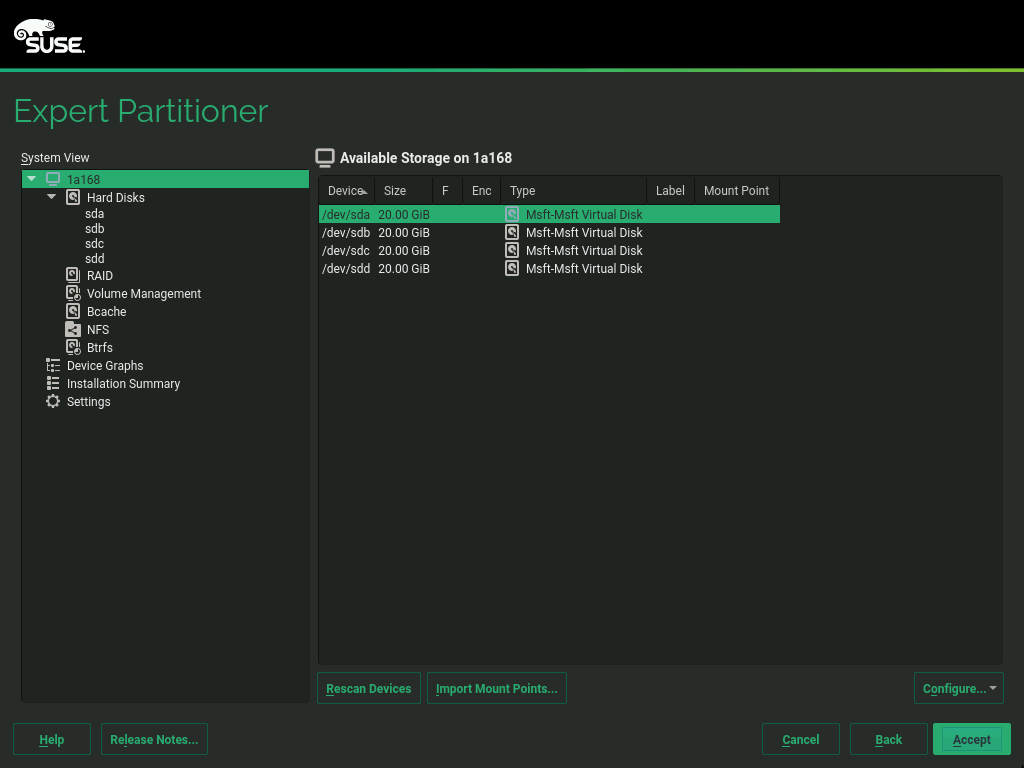 SUSE.
Expert Partitioner
System View
1a168
Hard Disks
sda
sdb
sdc
sdd
RAID
Volume Management
Bcache
NFS
Btrfs
Device Graphs
Installation Summary
Settings
Available Storage on 1a168
Device Size F Enc Type Label Mount Point
/dev/sda 20.00 GiB Msft-Msft Virtual Disk
/dev/sdb 20.00 GiB Msft-Msft Virtual Disk
/dev/sdc 20.00 GiB Msft-Msft Virtual Disk
/dev/sdd 20.00 GiB Msft-Msft Virtual Disk
Rescan Devices Import Mount Points... Configure...
Help Release Notes... Cancel Back Accept